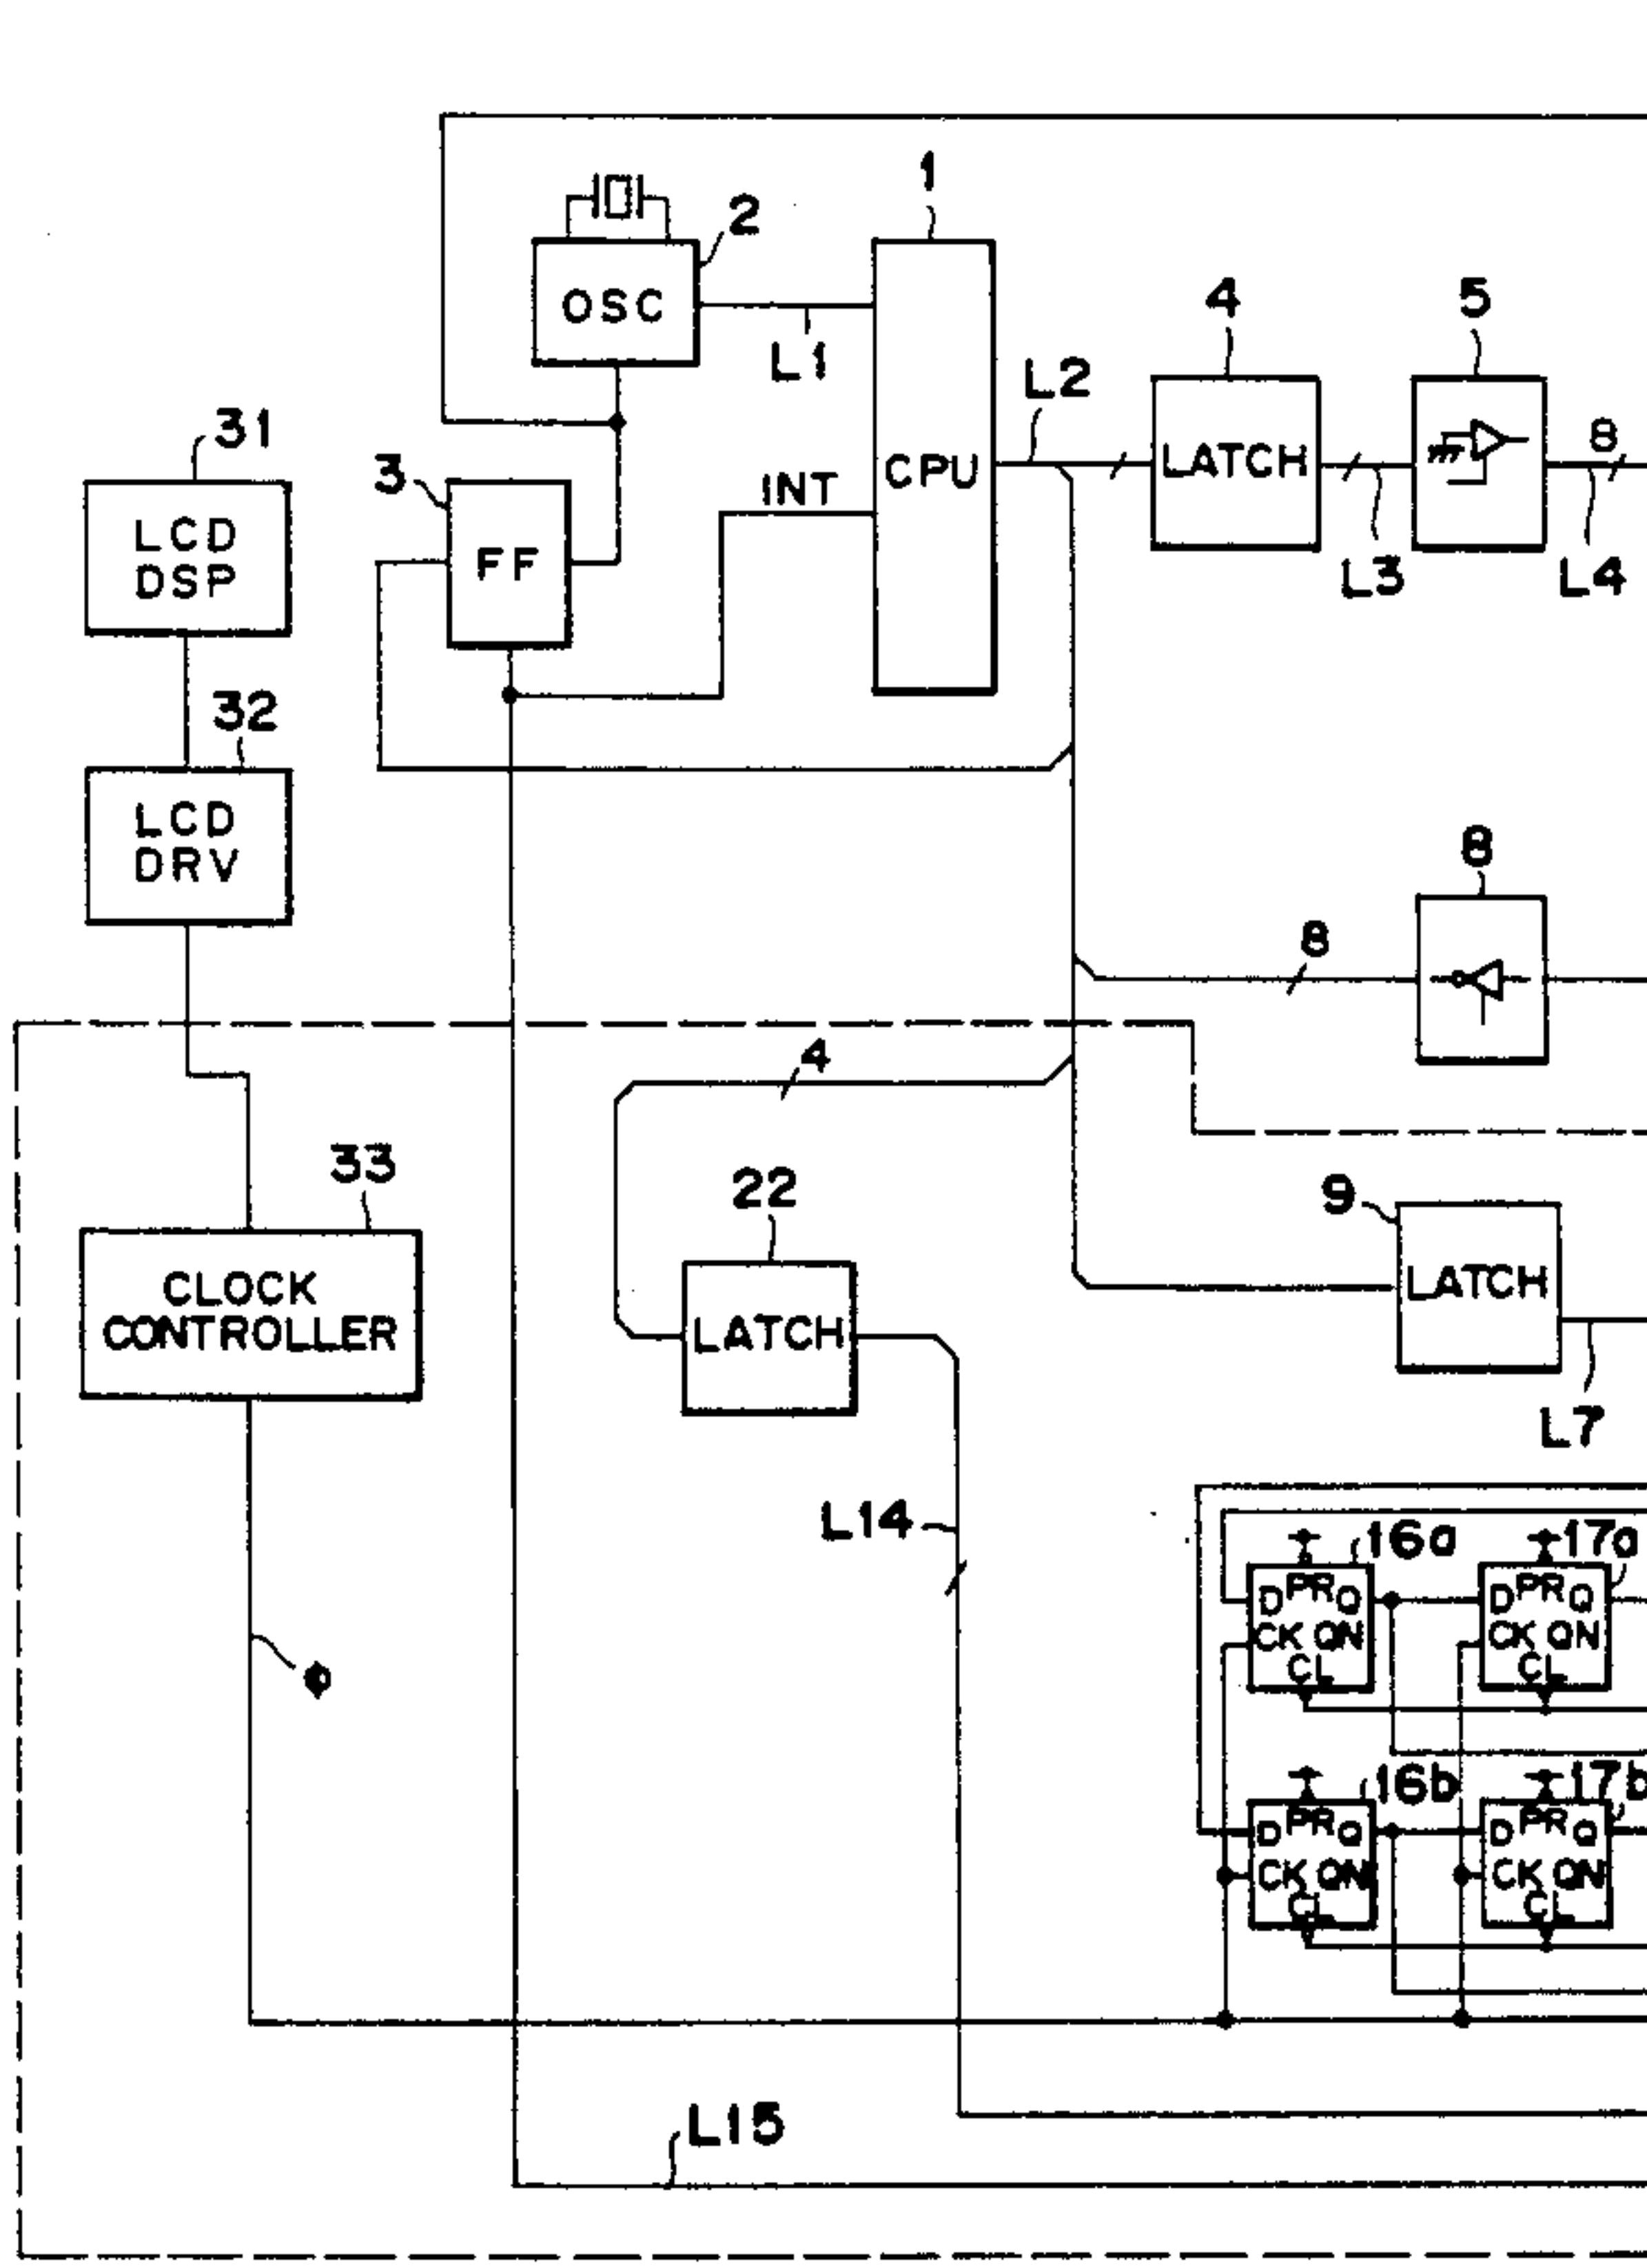 1
2
OSC
L1
4
5
L2
31
3
INT
CPU
LATCH
8
LCD
DSP
FF
L3
L4
32
LCD
DRV
8
8
4
33
22
9
CLOCK
CONTROLLER
LATCH
LATCH
L7
L14
16a
17a
D PR Q
CK QN
CL
D PR Q
CK QN
CL
φ
16b
17b
D PR Q
CK QN
CL
D PR Q
CK QN
CL
L15